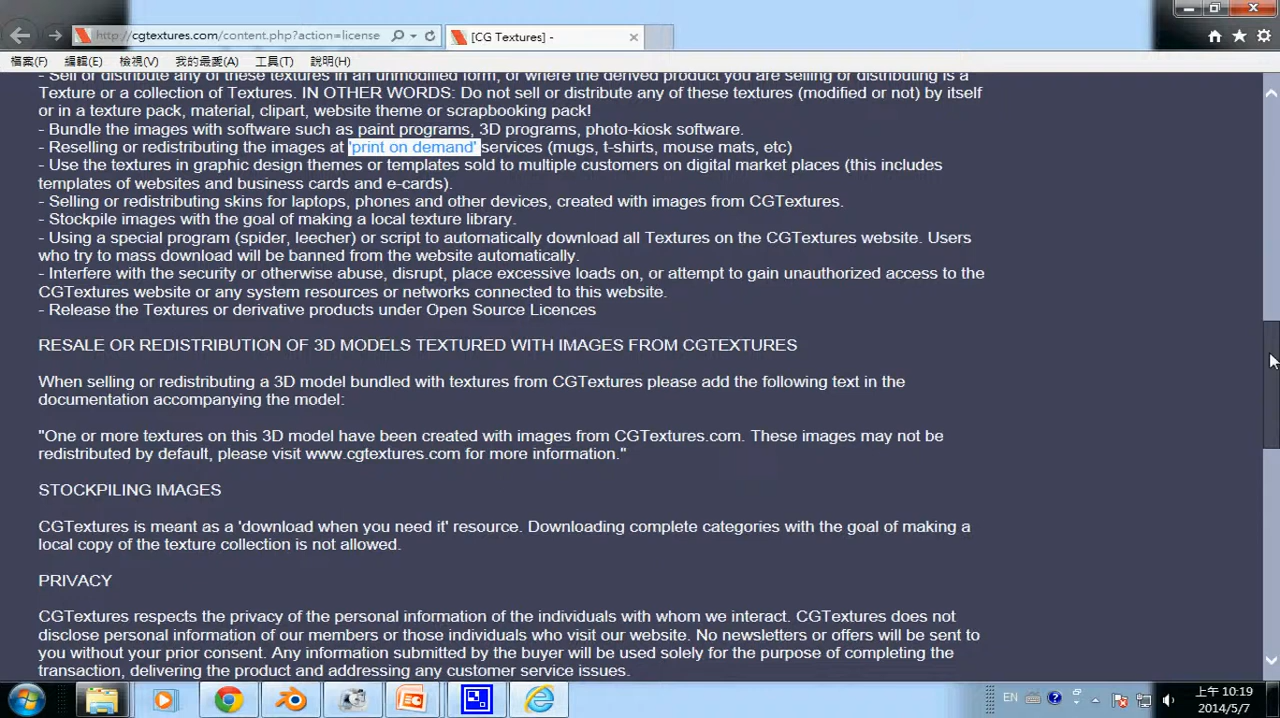 http://cgtextures.com/content.php?action=license
[CG Textures] -
檔案(F) 編輯(E) 檢視(V) 我的最愛(A) 工具(T) 說明(H)
- Sell or distribute any of these textures in an unmodified form, or where the derived product you are selling or distributing is a
Texture or a collection of Textures. IN OTHER WORDS: Do not sell or distribute any of these textures (modified or not) by itself
or in a texture pack, material, clipart, website theme or scrapbooking pack!
- Bundle the images with software such as paint programs, 3D programs, photo-kiosk software.
- Reselling or redistributing the images at 'print on demand' services (mugs, t-shirts, mouse mats, etc)
- Use the textures in graphic design themes or templates sold to multiple customers on digital market places (this includes
templates of websites and business cards and e-cards).
- Selling or redistributing skins for laptops, phones and other devices, created with images from CGTextures.
- Stockpile images with the goal of making a local texture library.
- Using a special program (spider, leecher) or script to automatically download all Textures on the CGTextures website. Users
who try to mass download will be banned from the website automatically.
- Interfere with the security or otherwise abuse, disrupt, place excessive loads on, or attempt to gain unauthorized access to the
CGTextures website or any system resources or networks connected to this website.
- Release the Textures or derivative products under Open Source Licences
RESALE OR REDISTRIBUTION OF 3D MODELS TEXTURED WITH IMAGES FROM CGTEXTURES
When selling or redistributing a 3D model bundled with textures from CGTextures please add the following text in the
documentation accompanying the model:
"One or more textures on this 3D model have been created with images from CGTextures.com. These images may not be
redistributed by default, please visit www.cgtextures.com for more information."
STOCKPILING IMAGES
CGTextures is meant as a 'download when you need it' resource. Downloading complete categories with the goal of making a
local copy of the texture collection is not allowed.
PRIVACY
CGTextures respects the privacy of the personal information of the individuals with whom we interact. CGTextures does not
disclose personal information of our members or those individuals who visit our website. No newsletters or offers will be sent to
you without your prior consent. Any information submitted by the buyer will be used solely for the purpose of completing the
transaction, delivering the product and addressing any customer service issues.
EN
上午 10:19
2014/5/7